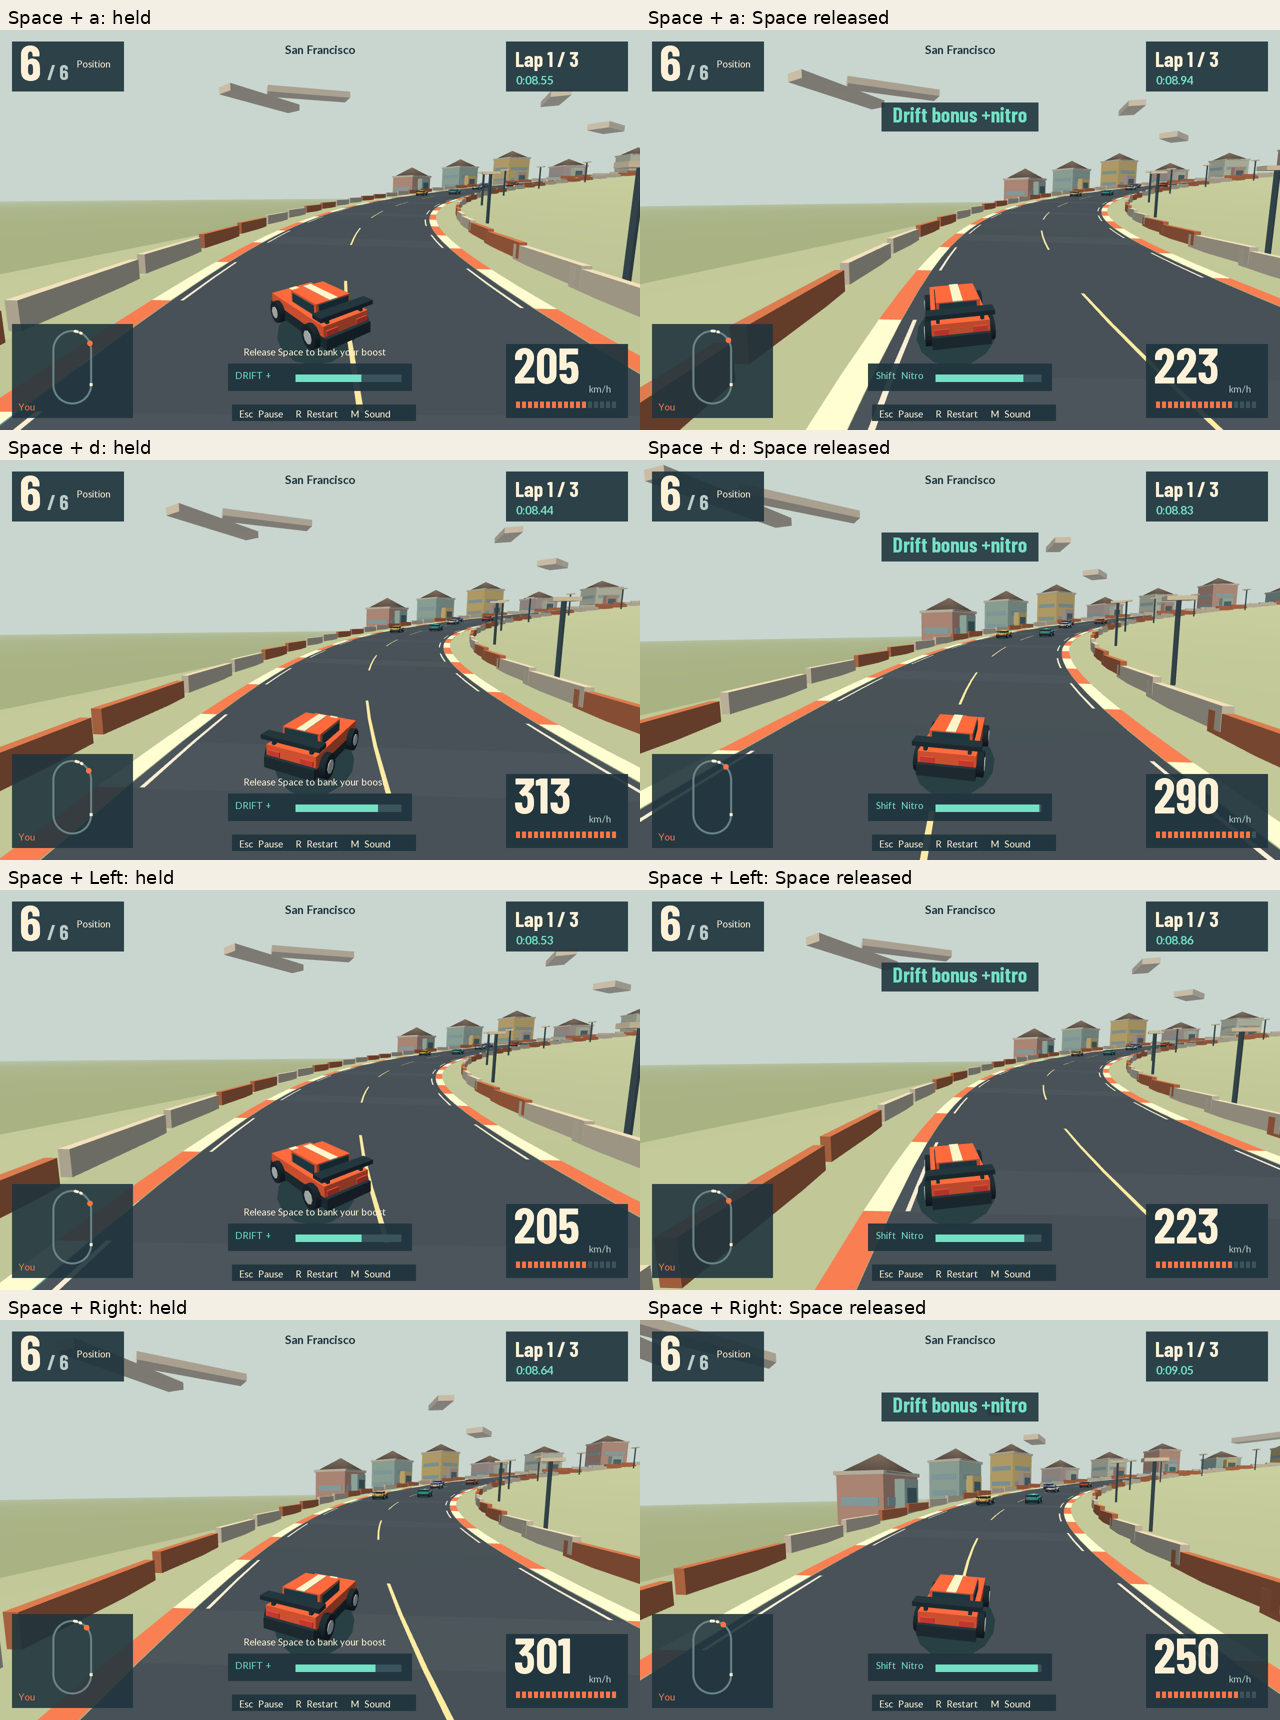 Space + a: held
6 / 6 Position
San Francisco
Lap 1 / 3
0:08.55
Release Space to bank your boost
DRIFT +
You
205 km/h
Esc Pause R Restart M Sound
Space + a: Space released
6 / 6 Position
San Francisco
Lap 1 / 3
0:08.94
Drift bonus +nitro
Shift Nitro
You
223 km/h
Esc Pause R Restart M Sound
Space + d: held
6 / 6 Position
San Francisco
Lap 1 / 3
0:08.44
Release Space to bank your boost
DRIFT +
You
313 km/h
Esc Pause R Restart M Sound
Space + d: Space released
6 / 6 Position
San Francisco
Lap 1 / 3
0:08.83
Drift bonus +nitro
Shift Nitro
You
290 km/h
Esc Pause R Restart M Sound
Space + Left: held
6 / 6 Position
San Francisco
Lap 1 / 3
0:08.53
Release Space to bank your boost
DRIFT +
You
205 km/h
Esc Pause R Restart M Sound
Space + Left: Space released
6 / 6 Position
San Francisco
Lap 1 / 3
0:08.86
Drift bonus +nitro
Shift Nitro
You
223 km/h
Esc Pause R Restart M Sound
Space + Right: held
6 / 6 Position
San Francisco
Lap 1 / 3
0:08.64
Release Space to bank your boost
DRIFT +
You
301 km/h
Esc Pause R Restart M Sound
Space + Right: Space released
6 / 6 Position
San Francisco
Lap 1 / 3
0:09.05
Drift bonus +nitro
Shift Nitro
You
250 km/h
Esc Pause R Restart M Sound